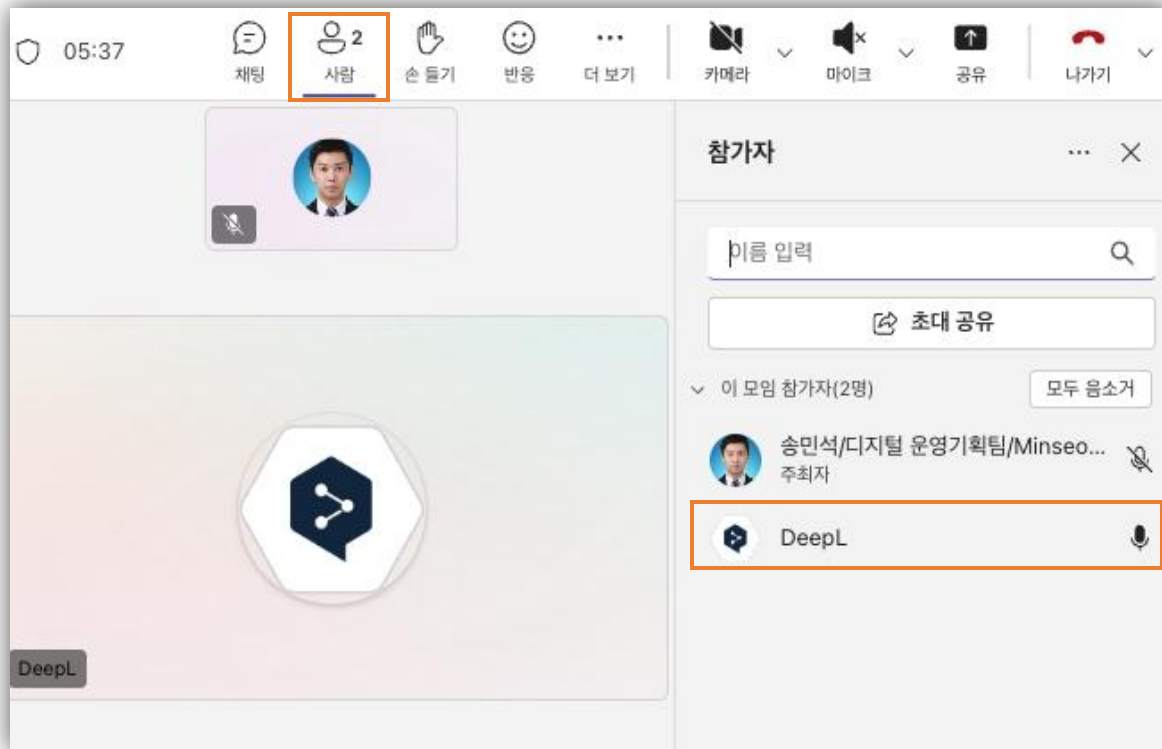 05:37
채팅
사람 2
손 들기
반응
더 보기
카메라
마이크
공유
나가기
참가자
이름 입력
초대 공유
이 모임 참가자(2명)
모두 음소거
송민석/디지털 운영기획팀/Minseo...
주최자
DeepL
DeepL